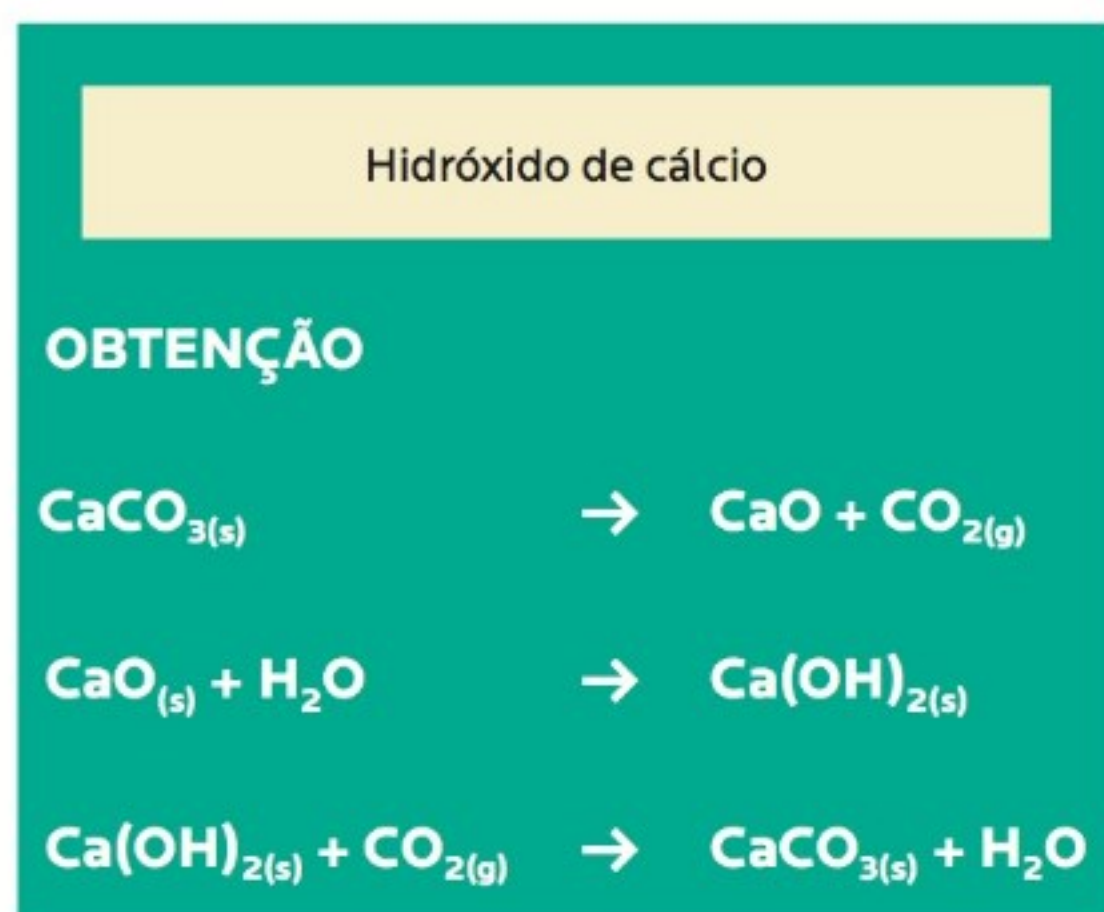 Hidróxido de cálcio
OBTENÇÃO
CaCO₃₍ₛ₎ → CaO + CO₂₍g₎
CaO₍ₛ₎ + H₂O → Ca(OH)₂₍ₛ₎
Ca(OH)₂₍ₛ₎ + CO₂₍g₎ → CaCO₃₍ₛ₎ + H₂O